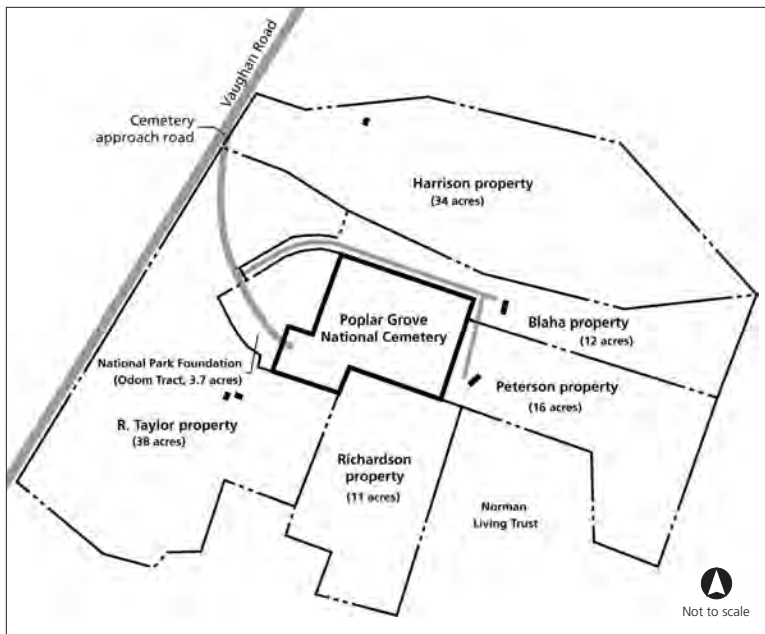 Vaughan Road
Cemetery
approach road
Harrison property
(34 acres)
Poplar Grove
National Cemetery
Blaha property
(12 acres)
National Park Foundation
(Odom Tract, 3.7 acres)
Peterson property
(16 acres)
R. Taylor property
(38 acres)
Richardson
property
(11 acres)
Norman
Living Trust
Not to scale